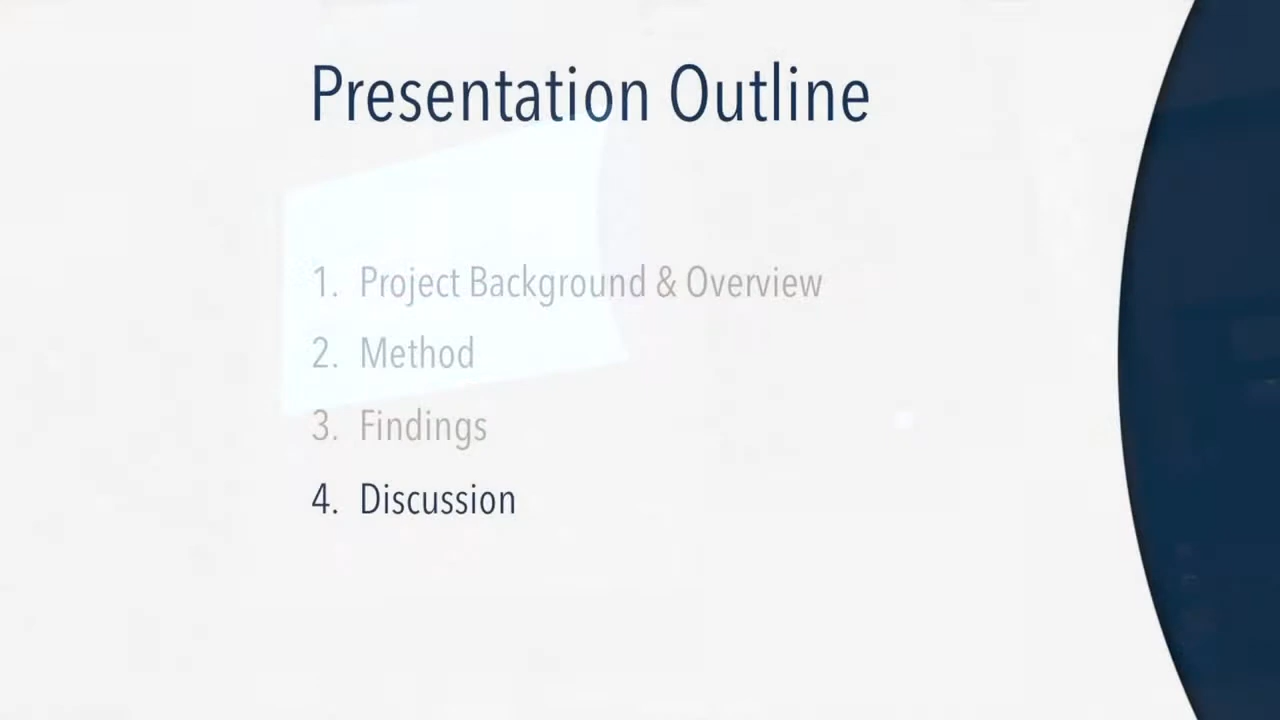 Presentation Outline
1. Project Background & Overview
2. Method
3. Findings
4. Discussion